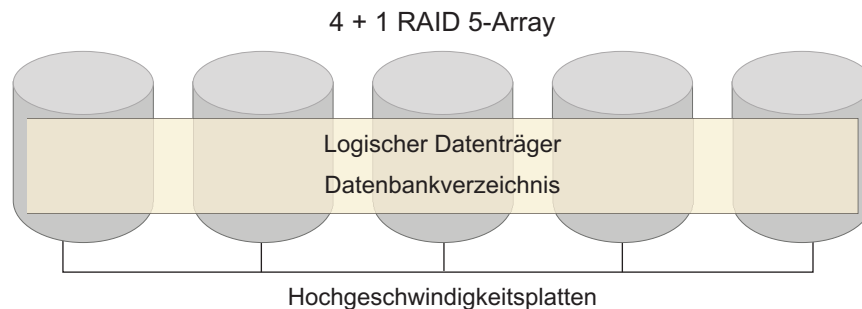 4 + 1 RAID 5-Array
Logischer Datenträger
Datenbankverzeichnis
Hochgeschwindigkeitsplatten